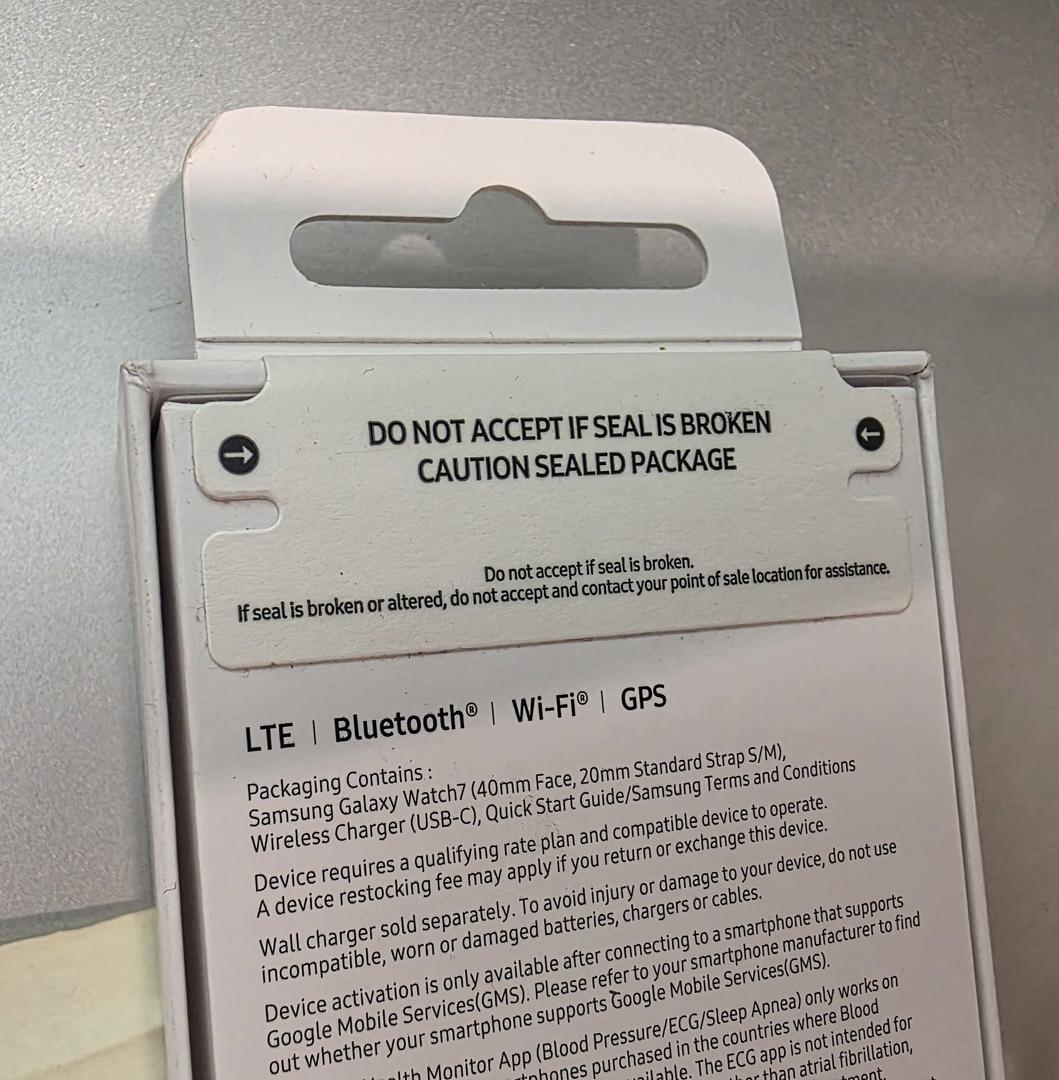 DO NOT ACCEPT IF SEAL IS BROKEN
CAUTION SEALED PACKAGE
Do not accept if seal is broken.
If seal is broken or altered, do not accept and contact your point of sale location for assistance.
LTE | Bluetooth® | Wi-Fi® | GPS
Packaging Contains :
Samsung Galaxy Watch7 (40mm Face, 20mm Standard Strap S/M),
Wireless Charger (USB-C), Quick Start Guide/Samsung Terms and Conditions
Device requires a qualifying rate plan and compatible device to operate.
A device restocking fee may apply if you return or exchange this device.
Wall charger sold separately. To avoid injury or damage to your device, do not use
incompatible, worn or damaged batteries, chargers or cables.
Device activation is only available after connecting to a smartphone that supports
Google Mobile Services(GMS). Please refer to your smartphone manufacturer to find
out whether your smartphone supports Google Mobile Services(GMS).
Monitor App (Blood Pressure/ECG/Sleep Apnea) only works on
purchased in the countries where Blood
The ECG app is not intended for
than atrial fibrillation,